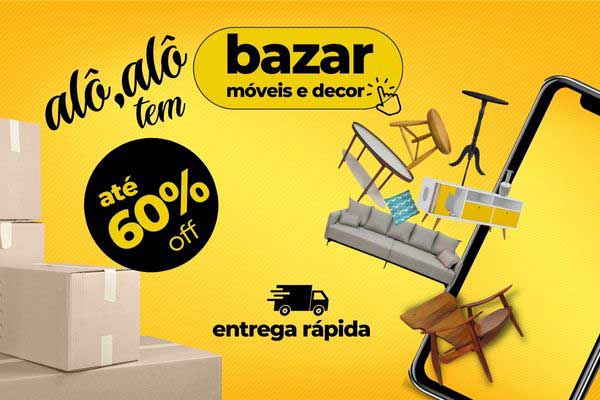 alô, alô
tem
bazar
móveis e decor
até
60%
off
entrega rápida